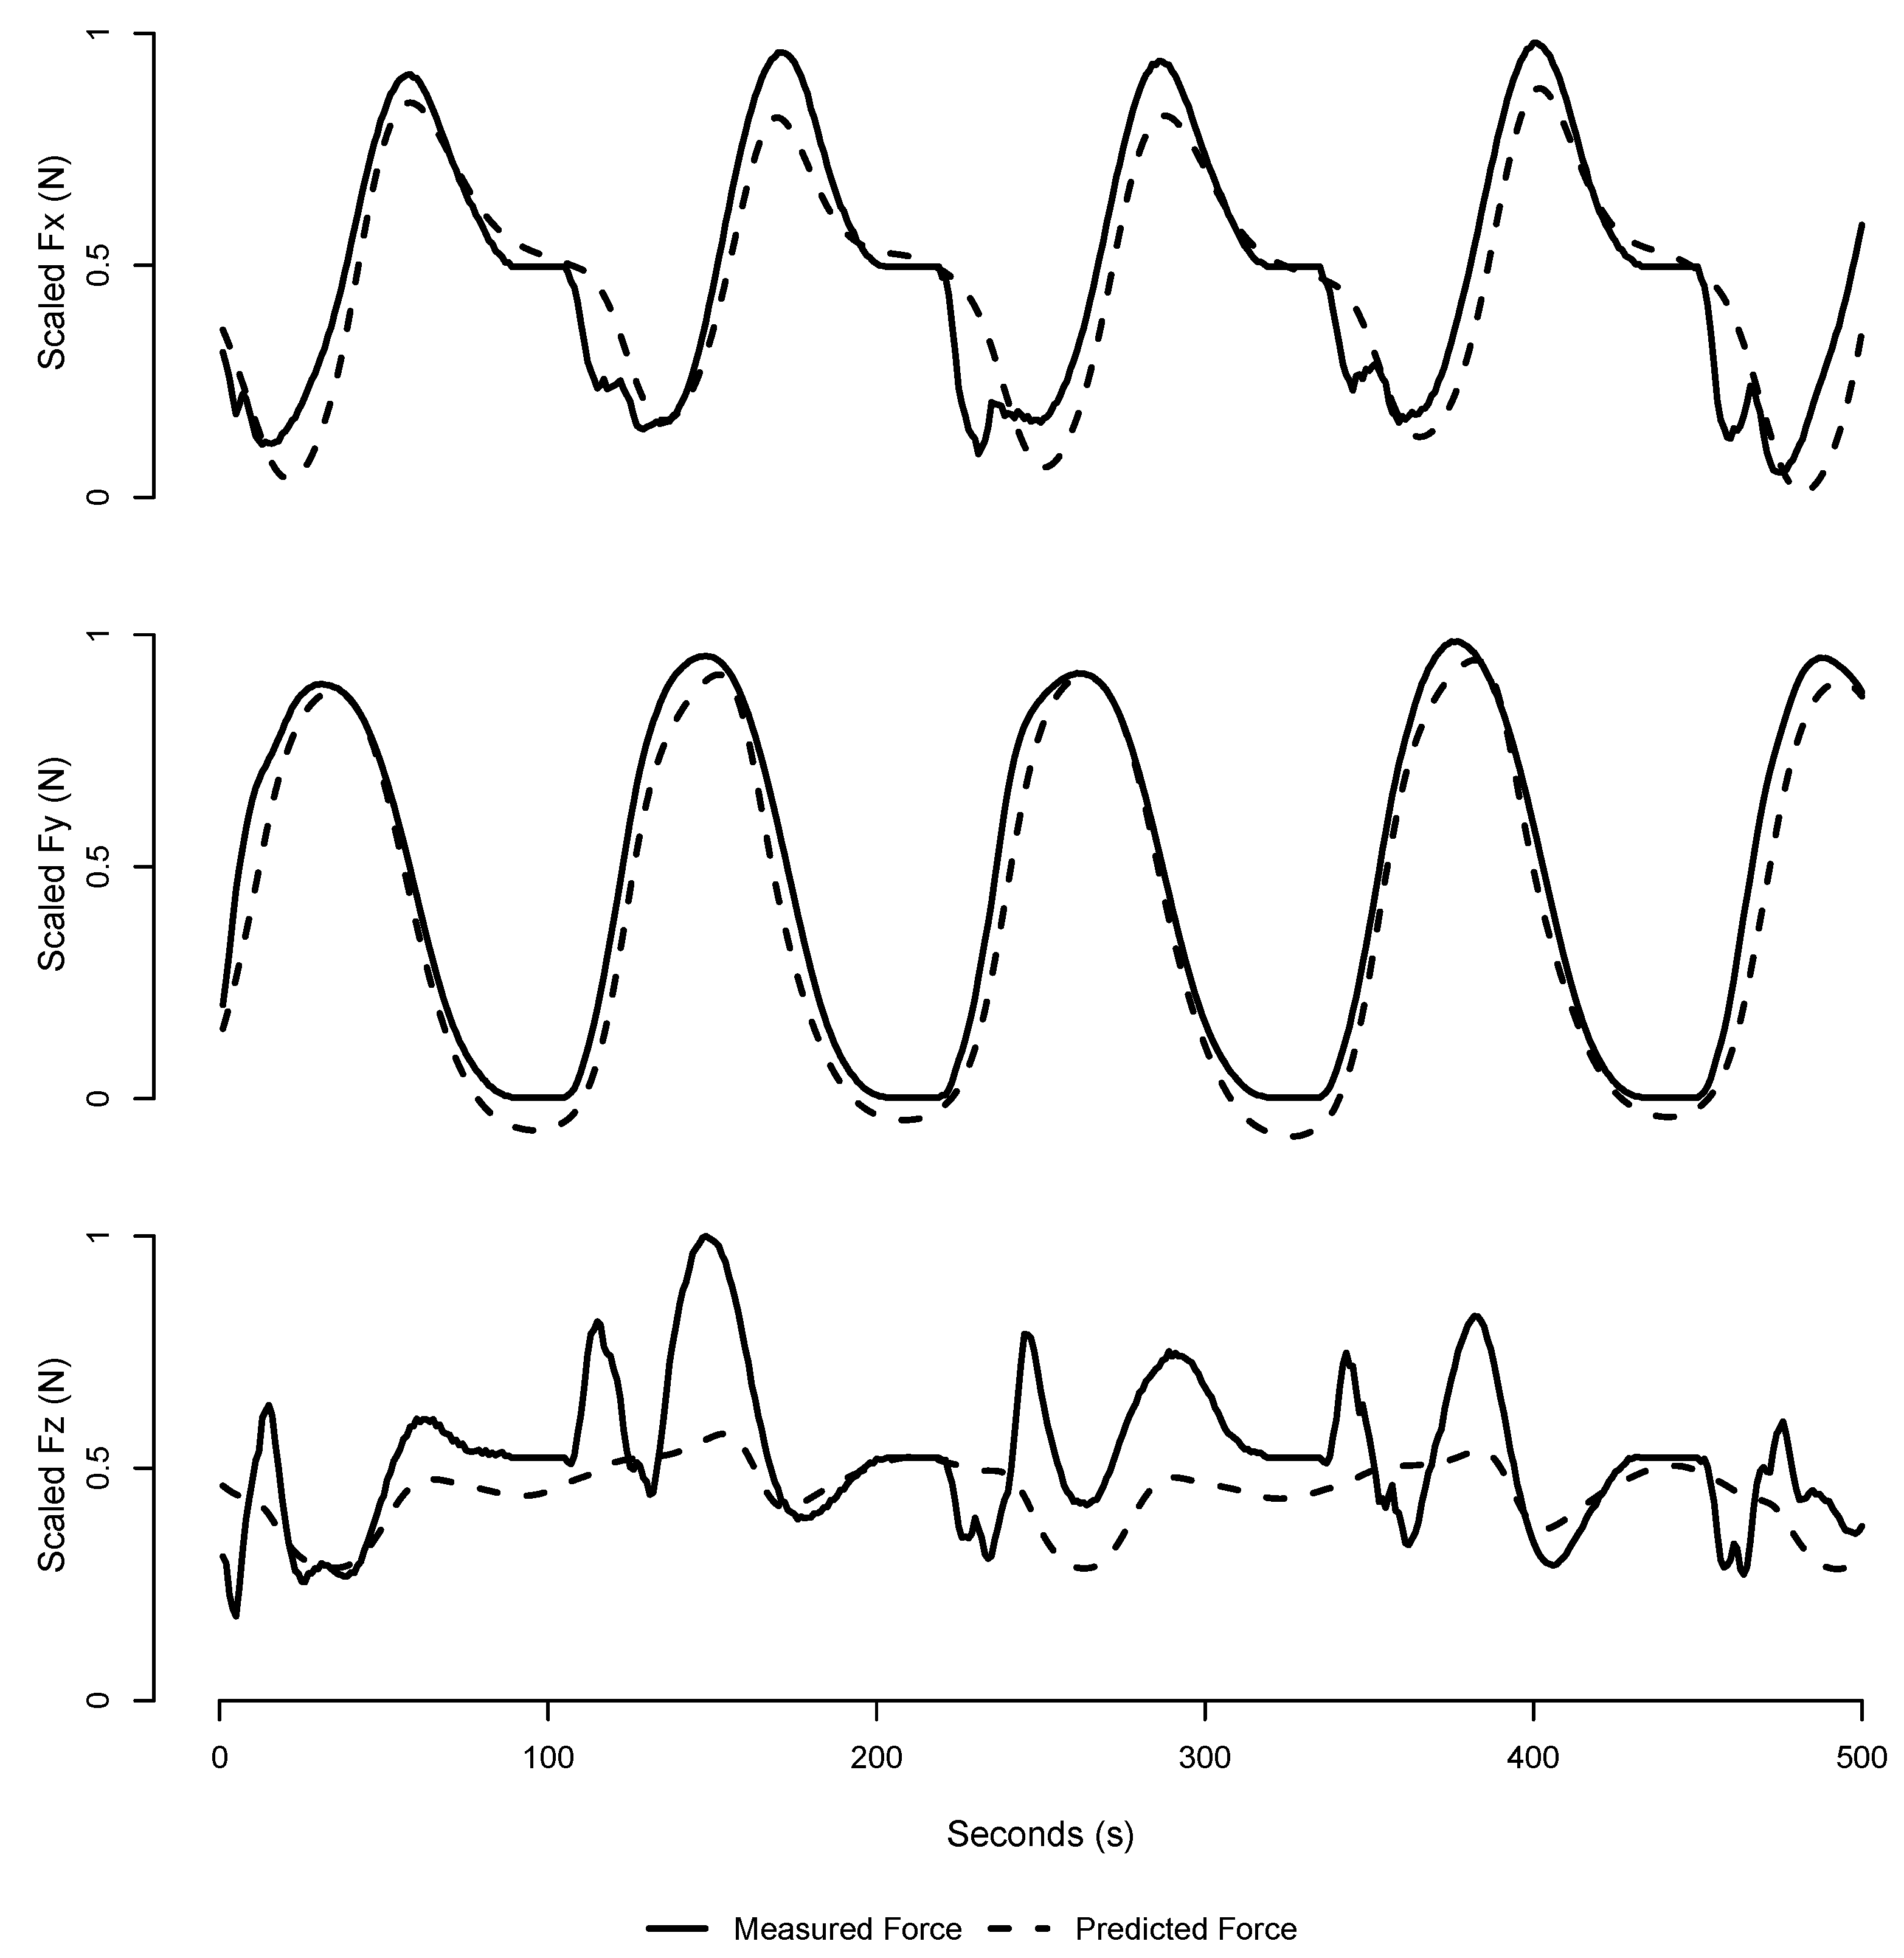 Scaled Fx (N)
1
0.5
0
Scaled Fy (N)
1
0.5
0
Scaled Fz (N)
1
0.5
0
0 100 200 300 400 500
Seconds (s)
Measured Force Predicted Force